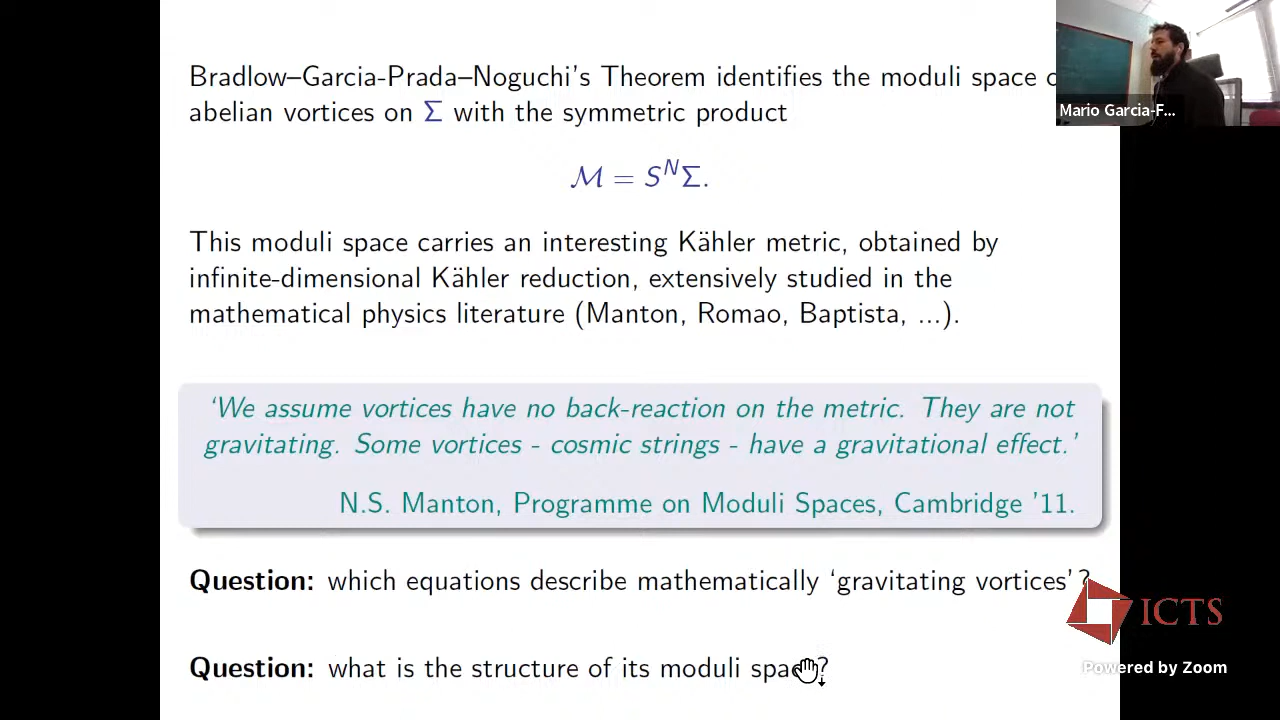 Bradlow–Garcia-Prada–Noguchi's Theorem identifies the moduli space
abelian vortices on Σ with the symmetric product
ℳ = SᴺΣ.
This moduli space carries an interesting Kähler metric, obtained by
infinite-dimensional Kähler reduction, extensively studied in the
mathematical physics literature (Manton, Romao, Baptista, ...).
'We assume vortices have no back-reaction on the metric. They are not
gravitating. Some vortices - cosmic strings - have a gravitational effect.'
N.S. Manton, Programme on Moduli Spaces, Cambridge '11.
Question: which equations describe mathematically 'gravitating vortices'?
Question: what is the structure of its moduli space?
Mario Garcia-F...
ICTS
Powered by Zoom